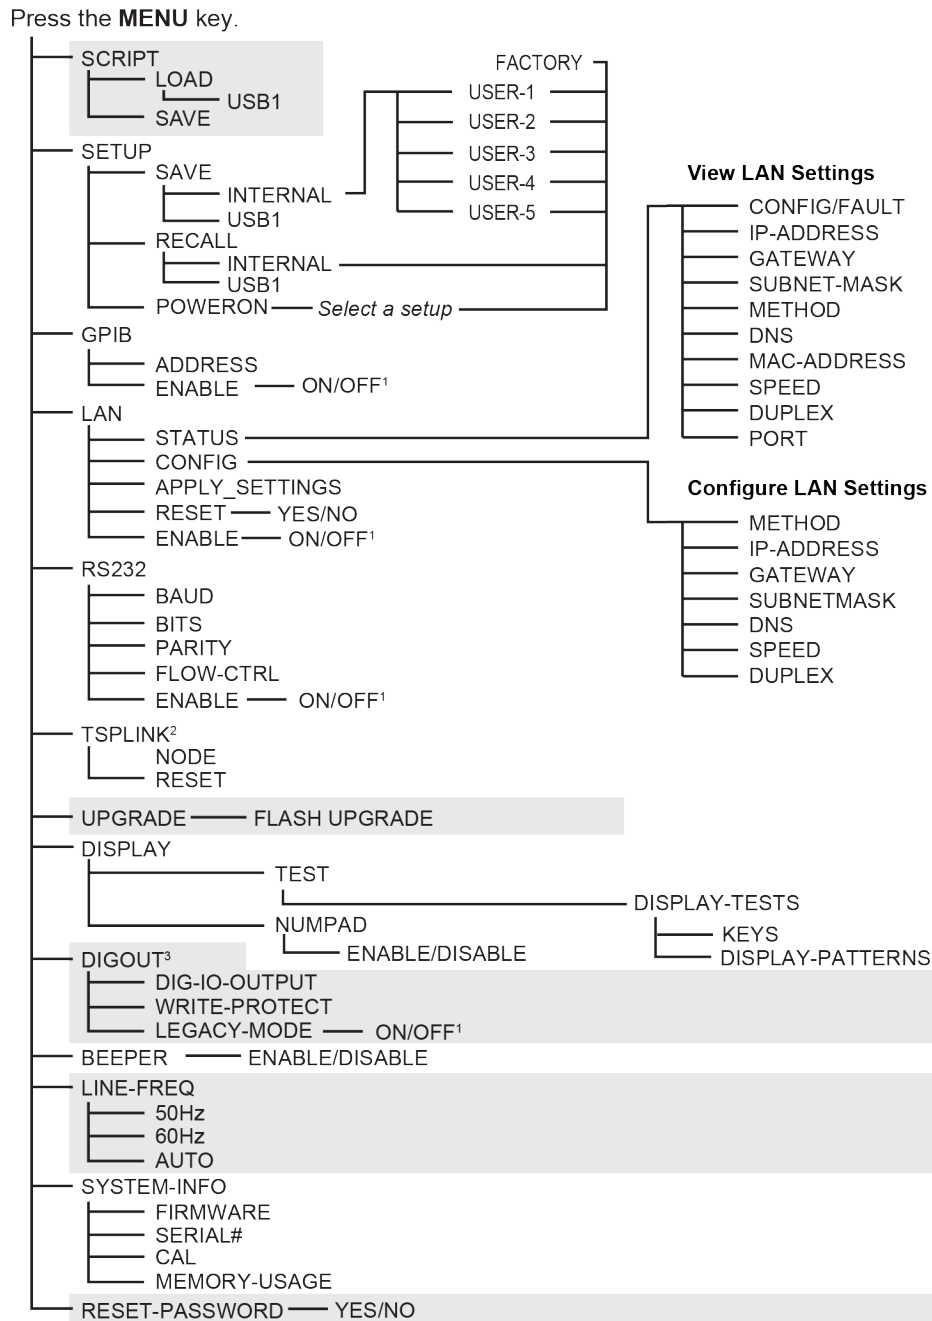 Press the MENU key.
SCRIPT
LOAD
USB1
SAVE
SETUP
SAVE
INTERNAL
USB1
RECALL
INTERNAL
USB1
POWERON
Select a setup
FACTORY
USER-1
USER-2
USER-3
USER-4
USER-5
GPIB
ADDRESS
ENABLE
ON/OFF¹
LAN
STATUS
CONFIG
APPLY_SETTINGS
RESET
YES/NO
ENABLE
ON/OFF¹
View LAN Settings
CONFIG/FAULT
IP-ADDRESS
GATEWAY
SUBNET-MASK
METHOD
DNS
MAC-ADDRESS
SPEED
DUPLEX
PORT
Configure LAN Settings
METHOD
IP-ADDRESS
GATEWAY
SUBNETMASK
DNS
SPEED
DUPLEX
RS232
BAUD
BITS
PARITY
FLOW-CTRL
ENABLE
ON/OFF¹
TSPLINK²
NODE
RESET
UPGRADE
FLASH UPGRADE
DISPLAY
TEST
DISPLAY-TESTS
KEYS
DISPLAY-PATTERNS
NUMPAD
ENABLE/DISABLE
DIGOUT³
DIG-IO-OUTPUT
WRITE-PROTECT
LEGACY-MODE
ON/OFF¹
BEEPER
ENABLE/DISABLE
LINE-FREQ
50Hz
60Hz
AUTO
SYSTEM-INFO
FIRMWARE
SERIAL#
CAL
MEMORY-USAGE
RESET-PASSWORD
YES/NO